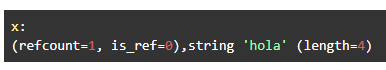 x:
(refcount=1, is_ref=0),string 'hola' (length=4)